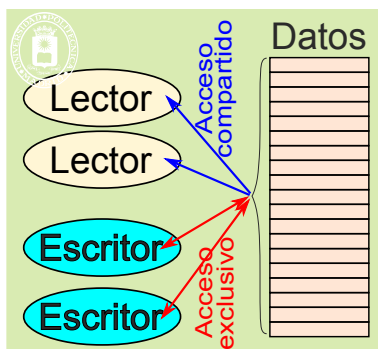 Datos
Lector
Acceso
compartido
Lector
Escritor
Acceso
exclusivo
Escritor